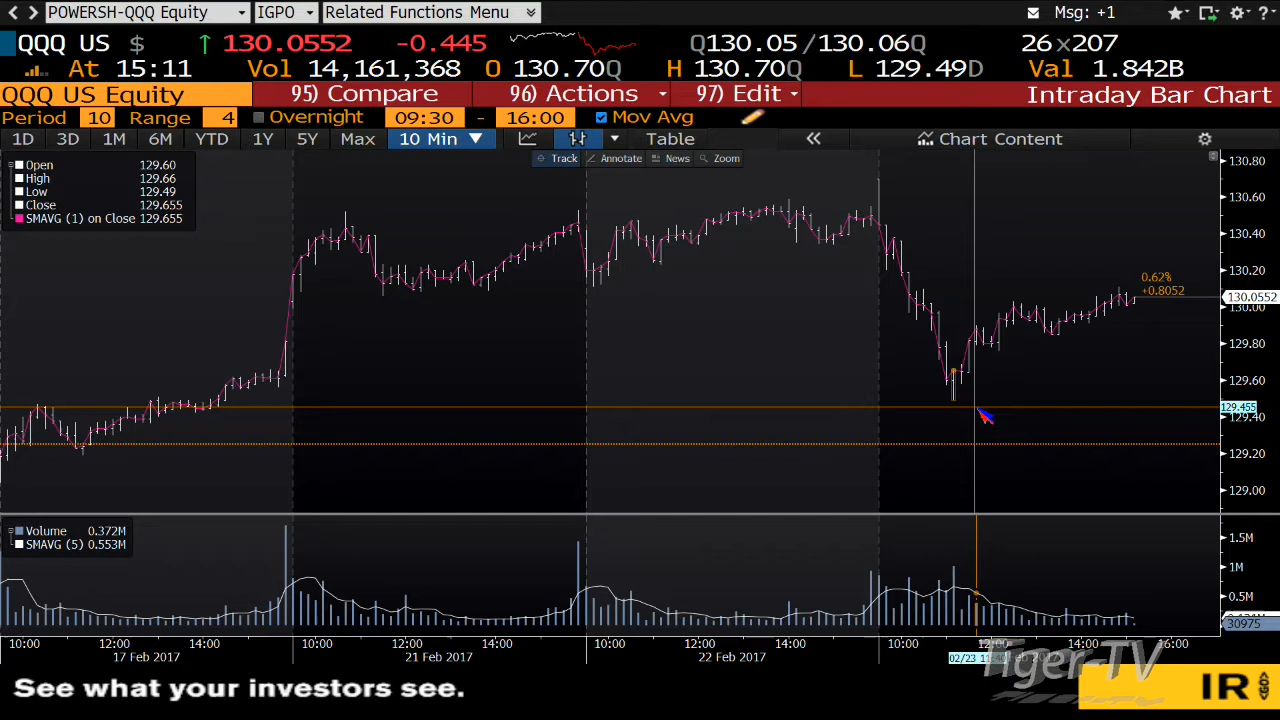 POWERSH-QQQ Equity IGPO Related Functions Menu Msg: +1
QQQ US $ ↑ 130.0552 -0.445 Q130.05/130.06Q 26x207
At 15:11 Vol 14,161,368 O 130.70Q H 130.70Q L 129.49D Val 1.842B
QQQ US Equity 95) Compare 96) Actions 97) Edit Intraday Bar Chart
Period 10 Range 4 Overnight 09:30 - 16:00 Mov Avg
1D 3D 1M 6M YTD 1Y 5Y Max 10 Min ▼ Table « Chart Content
Track Annotate News Zoom
Open 129.60
High 129.66
Low 129.49
Close 129.655
SMAVG (1) on Close 129.655
130.80
130.60
130.40
130.20
0.62%
+0.8052
130.0552
130.00
129.80
129.60
129.455
129.40
129.20
129.00
Volume 0.372M
SMAVG (5) 0.553M
1.5M
1M
0.5M
30975
10:00 12:00 14:00 10:00 12:00 14:00 10:00 12:00 14:00 10:00 12:00 14:00 16:00
17 Feb 2017 21 Feb 2017 22 Feb 2017 02/23 11:40
Tiger-TV
See what your investors see.
IR